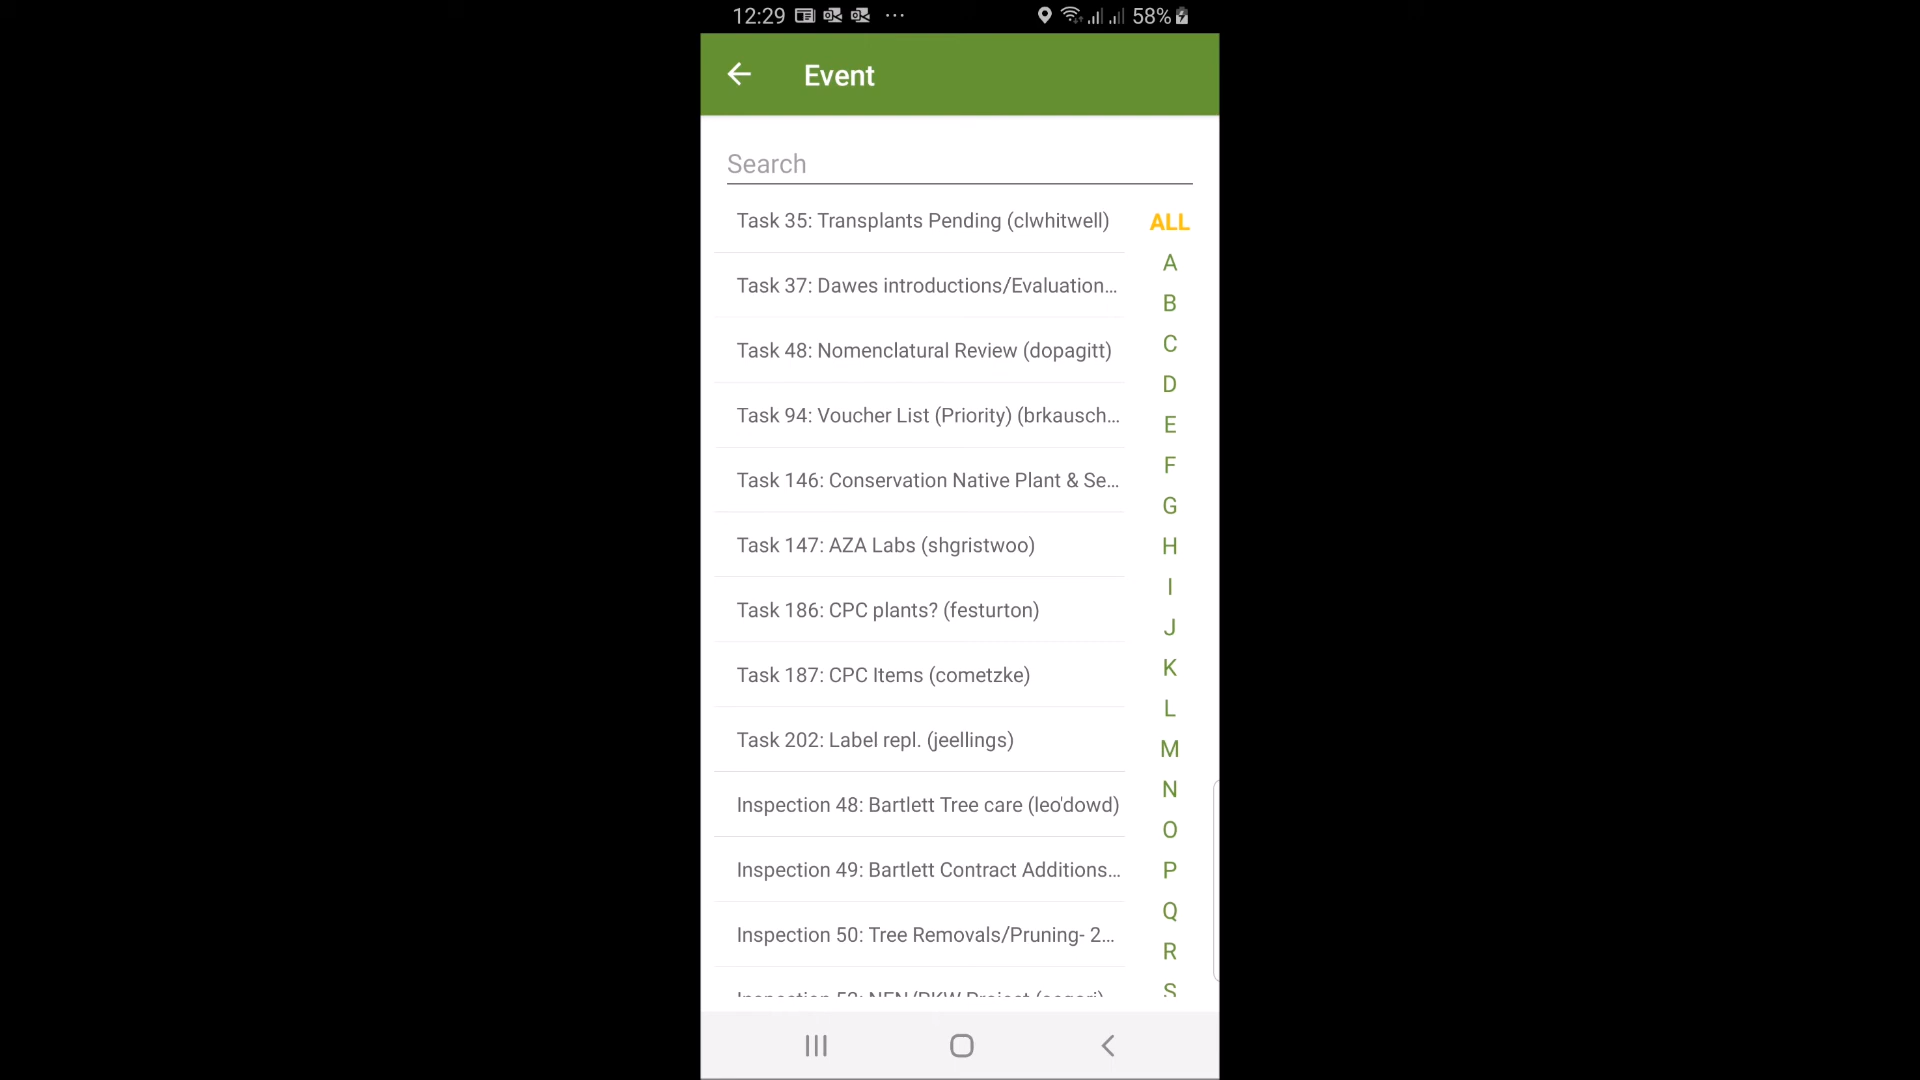 12:29
58%
Event
Search
Task 35: Transplants Pending (clwhitwell)
ALL
A
Task 37: Dawes introductions/Evaluation...
B
Task 48: Nomenclatural Review (dopagitt)
C
D
Task 94: Voucher List (Priority) (brkausch...
E
F
Task 146: Conservation Native Plant & Se...
G
Task 147: AZA Labs (shgristwoo)
H
I
Task 186: CPC plants? (festurton)
J
Task 187: CPC Items (cometzke)
K
L
Task 202: Label repl. (jeellings)
M
N
Inspection 48: Bartlett Tree care (leo'dowd)
O
Inspection 49: Bartlett Contract Additions...
P
Q
Inspection 50: Tree Removals/Pruning- 2...
R
S